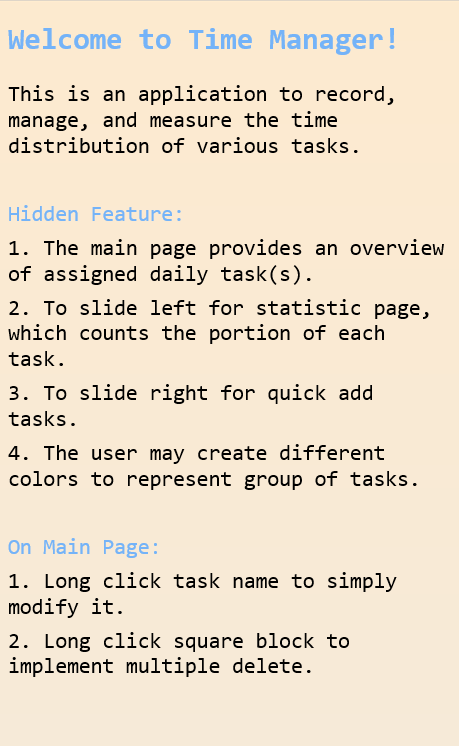 Welcome to Time Manager!
This is an application to record,
manage, and measure the time
distribution of various tasks.
Hidden Feature:
1. The main page provides an overview
of assigned daily task(s).
2. To slide left for statistic page,
which counts the portion of each
task.
3. To slide right for quick add
tasks.
4. The user may create different
colors to represent group of tasks.
On Main Page:
1. Long click task name to simply
modify it.
2. Long click square block to
implement multiple delete.